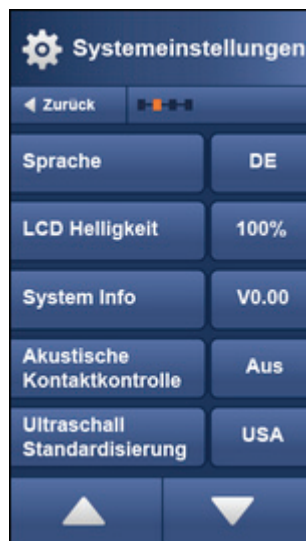 Systemeinstellungen
Zurück
Sprache
DE
LCD Helligkeit
100%
System Info
V0.00
Akustische
Kontaktkontrolle
Aus
Ultraschall
Standardisierung
USA